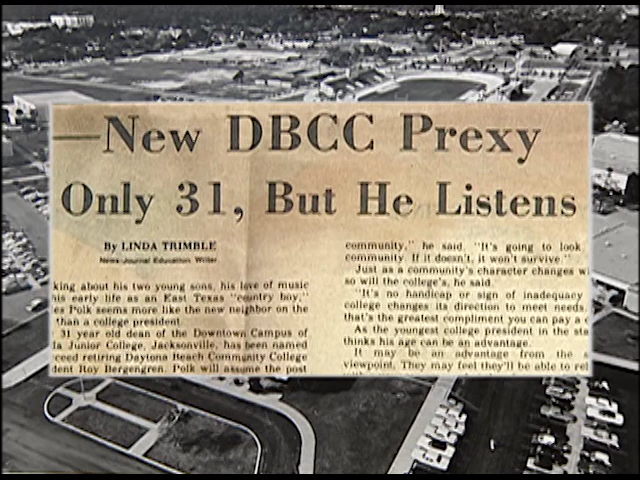 —New DBCC Prexy
Only 31, But He Listens
By LINDA TRIMBLE
News-Journal Education Writer
king about his two young sons, his love of music
his early life as an East Texas "country boy,"
es Polk seems more like the new neighbor on the
than a college president.
31 year old dean of the Downtown Campus of
la Junior College, Jacksonville, has been named
ceed retiring Daytona Beach Community College
dent Roy Bergengren. Polk will assume the post
community," he said. "It's going to look
community. If it doesn't, it won't survive."
Just as a community's character changes w
so will the college's, he said.
"It's no handicap or sign of inadequacy
college changes its direction to meet needs.
that's the greatest compliment you can pay a
As the youngest college president in the sta
thinks his age can be an advantage.
It may be an advantage from the s
viewpoint. They may feel they'll be able to rel